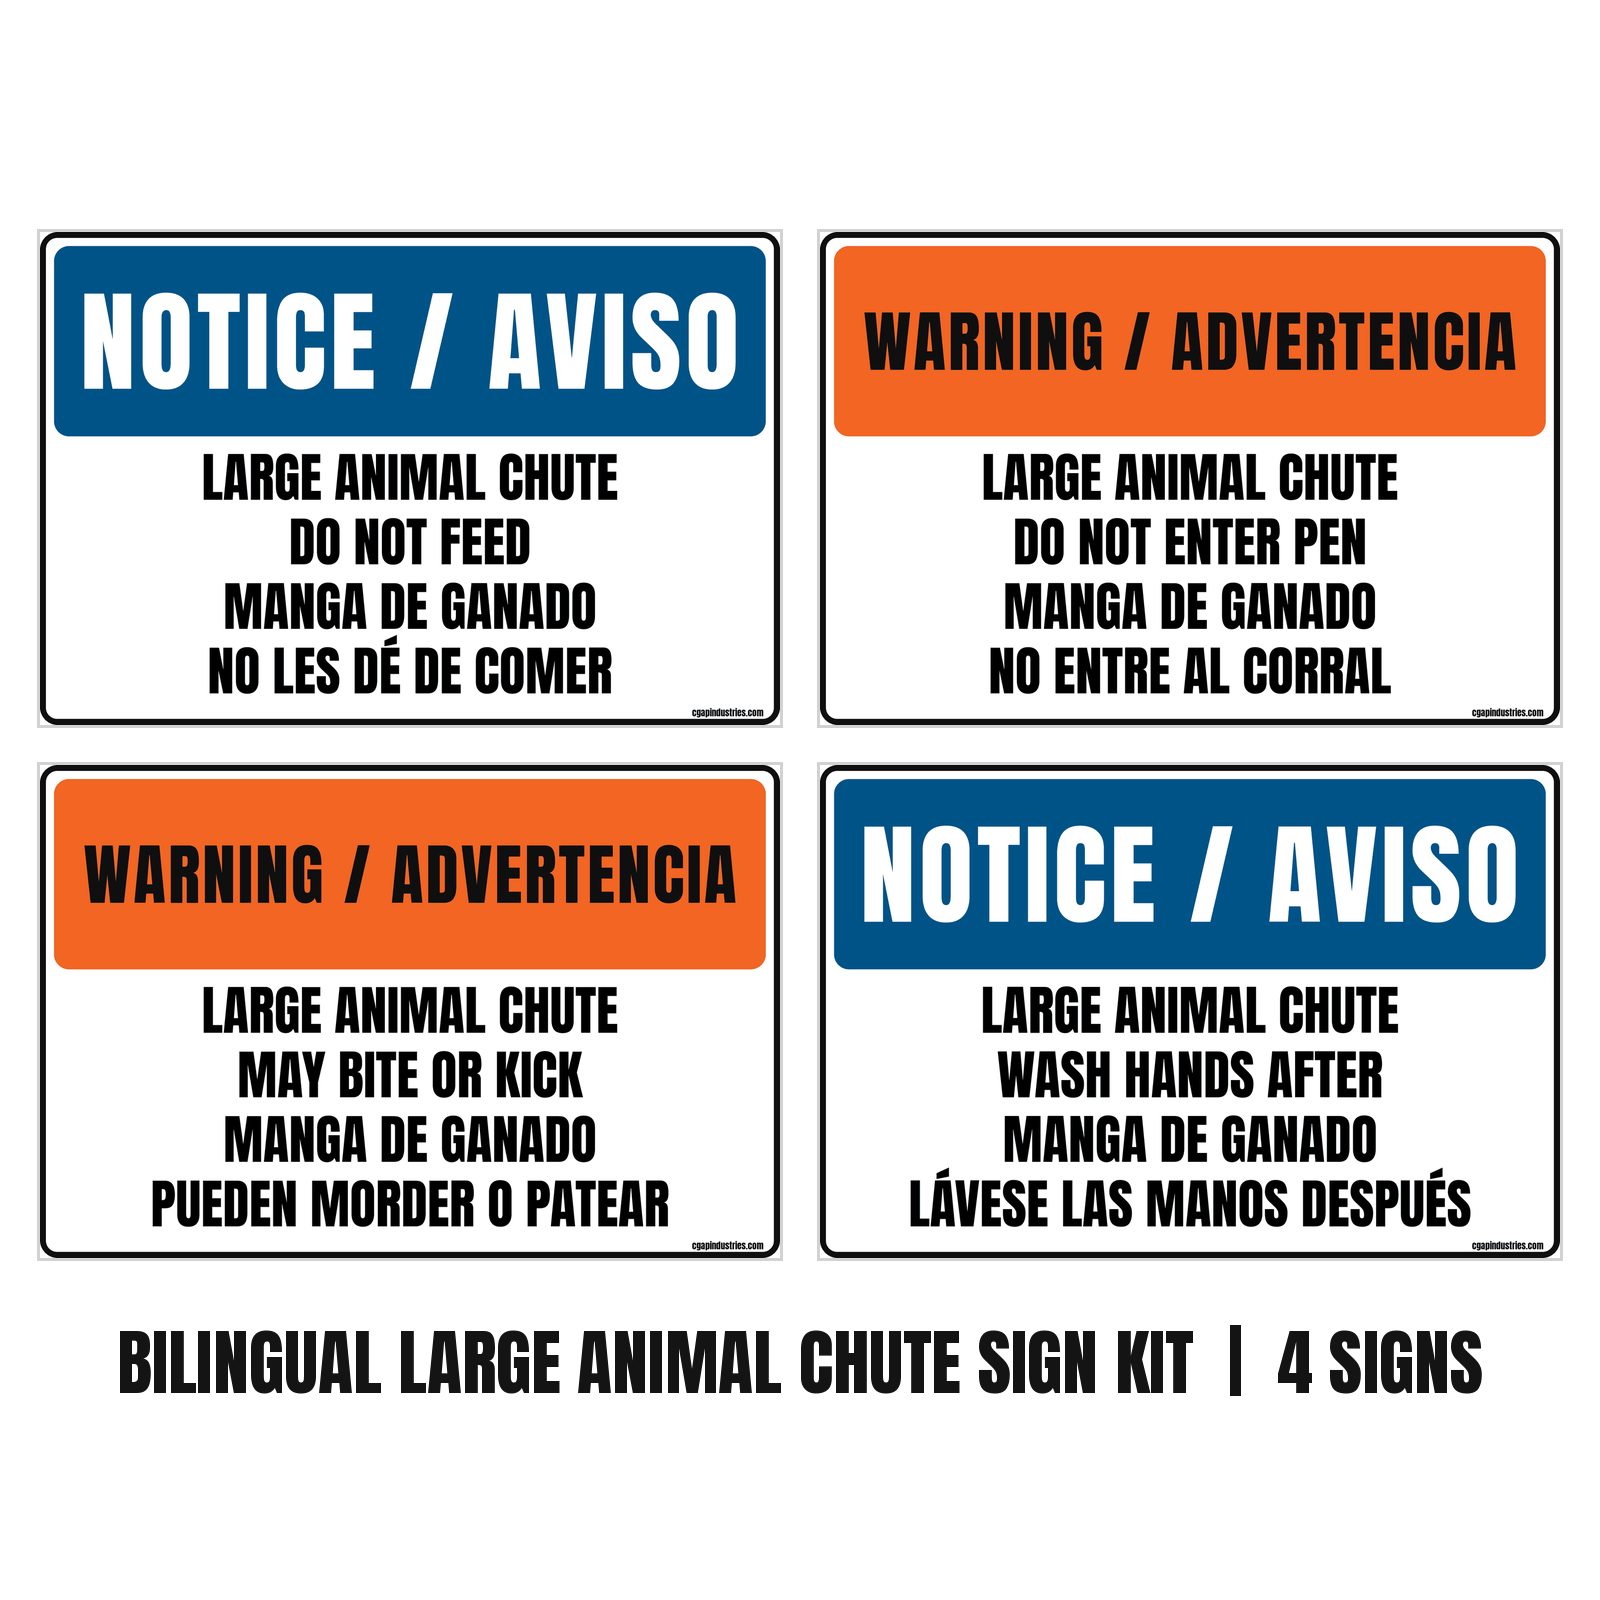 NOTICE / AVISO
LARGE ANIMAL CHUTE
DO NOT FEED
MANGA DE GANADO
NO LES DÉ DE COMER
cgapindustries.com
WARNING / ADVERTENCIA
LARGE ANIMAL CHUTE
DO NOT ENTER PEN
MANGA DE GANADO
NO ENTRE AL CORRAL
cgapindustries.com
WARNING / ADVERTENCIA
LARGE ANIMAL CHUTE
MAY BITE OR KICK
MANGA DE GANADO
PUEDEN MORDER O PATEAR
cgapindustries.com
NOTICE / AVISO
LARGE ANIMAL CHUTE
WASH HANDS AFTER
MANGA DE GANADO
LÁVESE LAS MANOS DESPUÉS
cgapindustries.com
BILINGUAL LARGE ANIMAL CHUTE SIGN KIT | 4 SIGNS